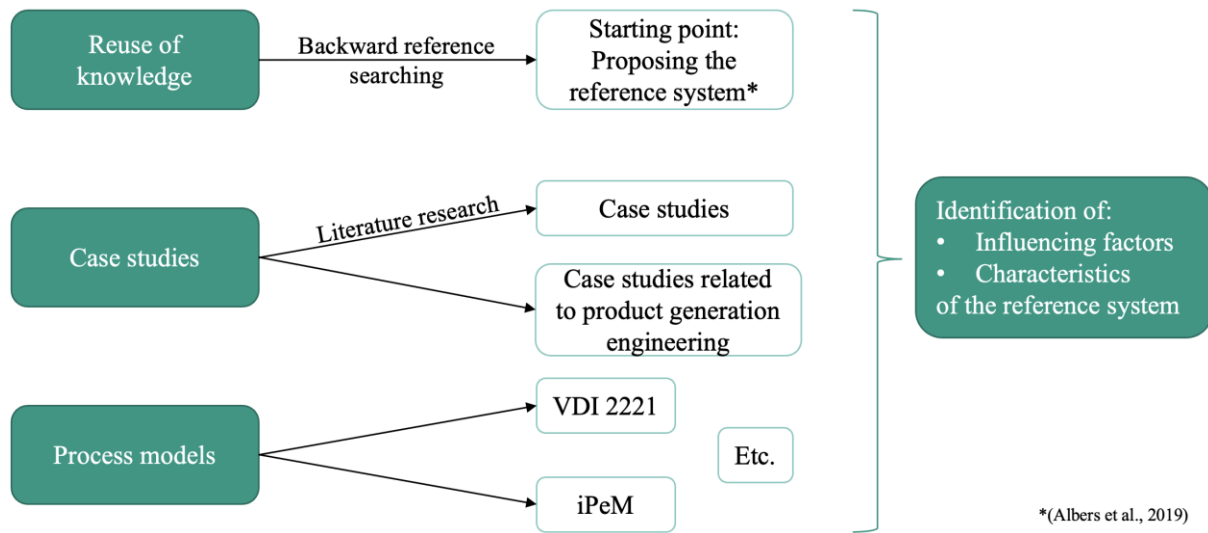 Reuse of
knowledge
Backward reference
searching
Starting point:
Proposing the
reference system*
Case studies
Literature research
Case studies
Case studies related
to product generation
engineering
Process models
VDI 2221
Etc.
iPeM
Identification of:
• Influencing factors
• Characteristics
of the reference system
*(Albers et al., 2019)